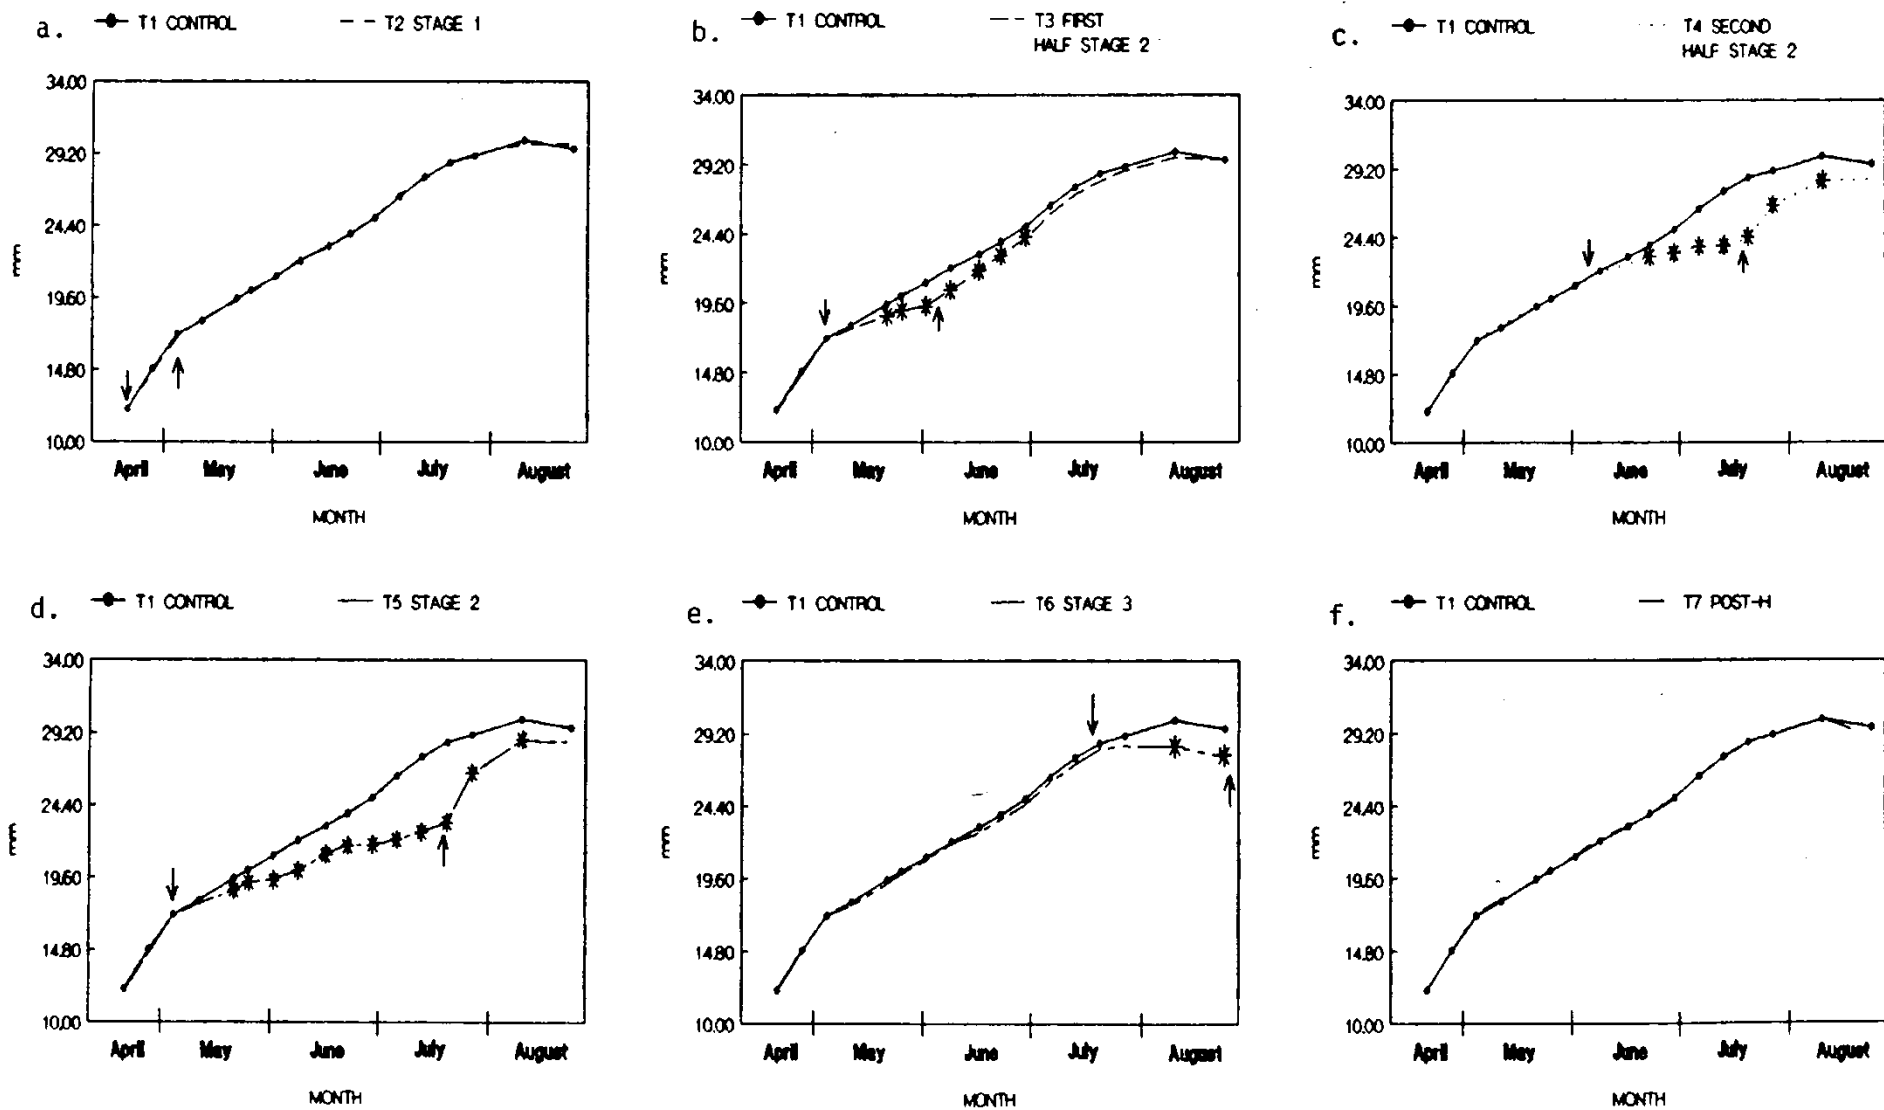 a.
T1 CONTROL
T2 STAGE 1
34.00
29.20
24.40
19.60
14.80
10.00
mm
April May June July August
MONTH
b.
T1 CONTROL
T3 FIRST
HALF STAGE 2
34.00
29.20
24.40
19.60
14.80
10.00
mm
April May June July August
MONTH
c.
T1 CONTROL
T4 SECOND
HALF STAGE 2
34.00
29.20
24.40
19.60
14.80
10.00
mm
April May June July August
MONTH
d.
T1 CONTROL
T5 STAGE 2
34.00
29.20
24.40
19.60
14.80
10.00
mm
April May June July August
MONTH
e.
T1 CONTROL
T6 STAGE 3
34.00
29.20
24.40
19.60
14.80
10.00
mm
April May June July August
MONTH
f.
T1 CONTROL
T7 POST-H
34.00
29.20
24.40
19.60
14.80
10.00
mm
April May June July August
MONTH